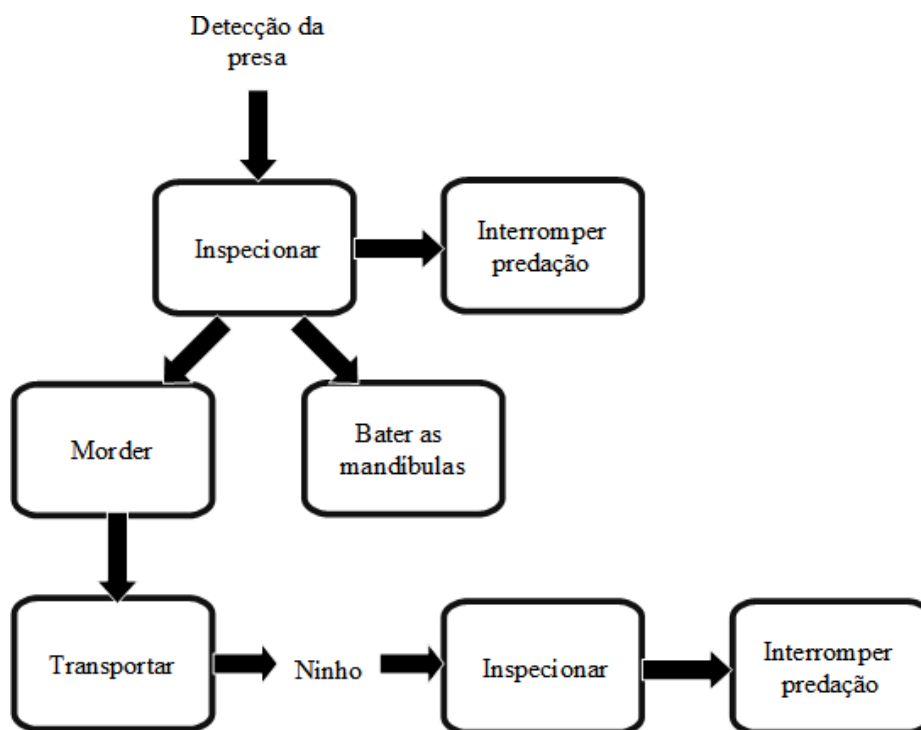 Detecção da
presa
Inspecionar
Interromper
predação
Morder
Bater as
mandíbulas
Transportar
Ninho
Inspecionar
Interromper
predação